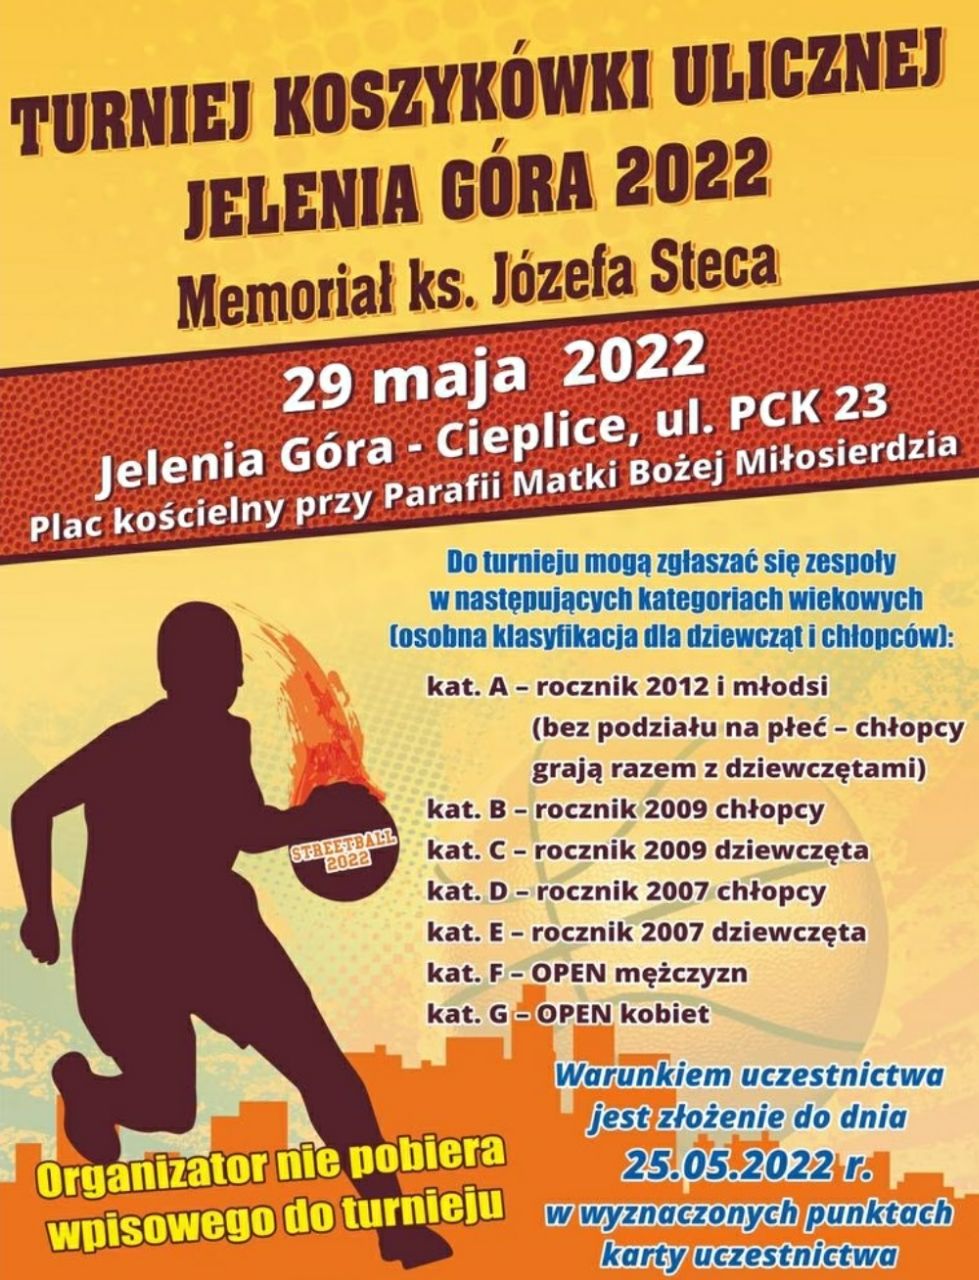 TURNIEJ KOSZYKÓWKI ULICZNEJ
JELENIA GÓRA 2022
Memoriał ks. Józefa Steca
29 maja 2022
Jelenia Góra - Cieplice, ul. PCK 23
Plac kościelny przy Parafii Matki Bożej Miłosierdzia
Do turnieju mogą zgłaszać się zespoły
w następujących kategoriach wiekowych
(osobna klasyfikacja dla dziewcząt i chłopców):
kat. A – rocznik 2012 i młodsi
(bez podziału na płeć – chłopcy
grają razem z dziewczętami)
kat. B – rocznik 2009 chłopcy
kat. C – rocznik 2009 dziewczęta
kat. D – rocznik 2007 chłopcy
kat. E – rocznik 2007 dziewczęta
kat. F – OPEN mężczyzn
kat. G – OPEN kobiet
STREETBALL
2022
Warunkiem uczestnictwa
jest złożenie do dnia
25.05.2022 r.
w wyznaczonych punktach
karty uczestnictwa
Organizator nie pobiera
wpisowego do turnieju